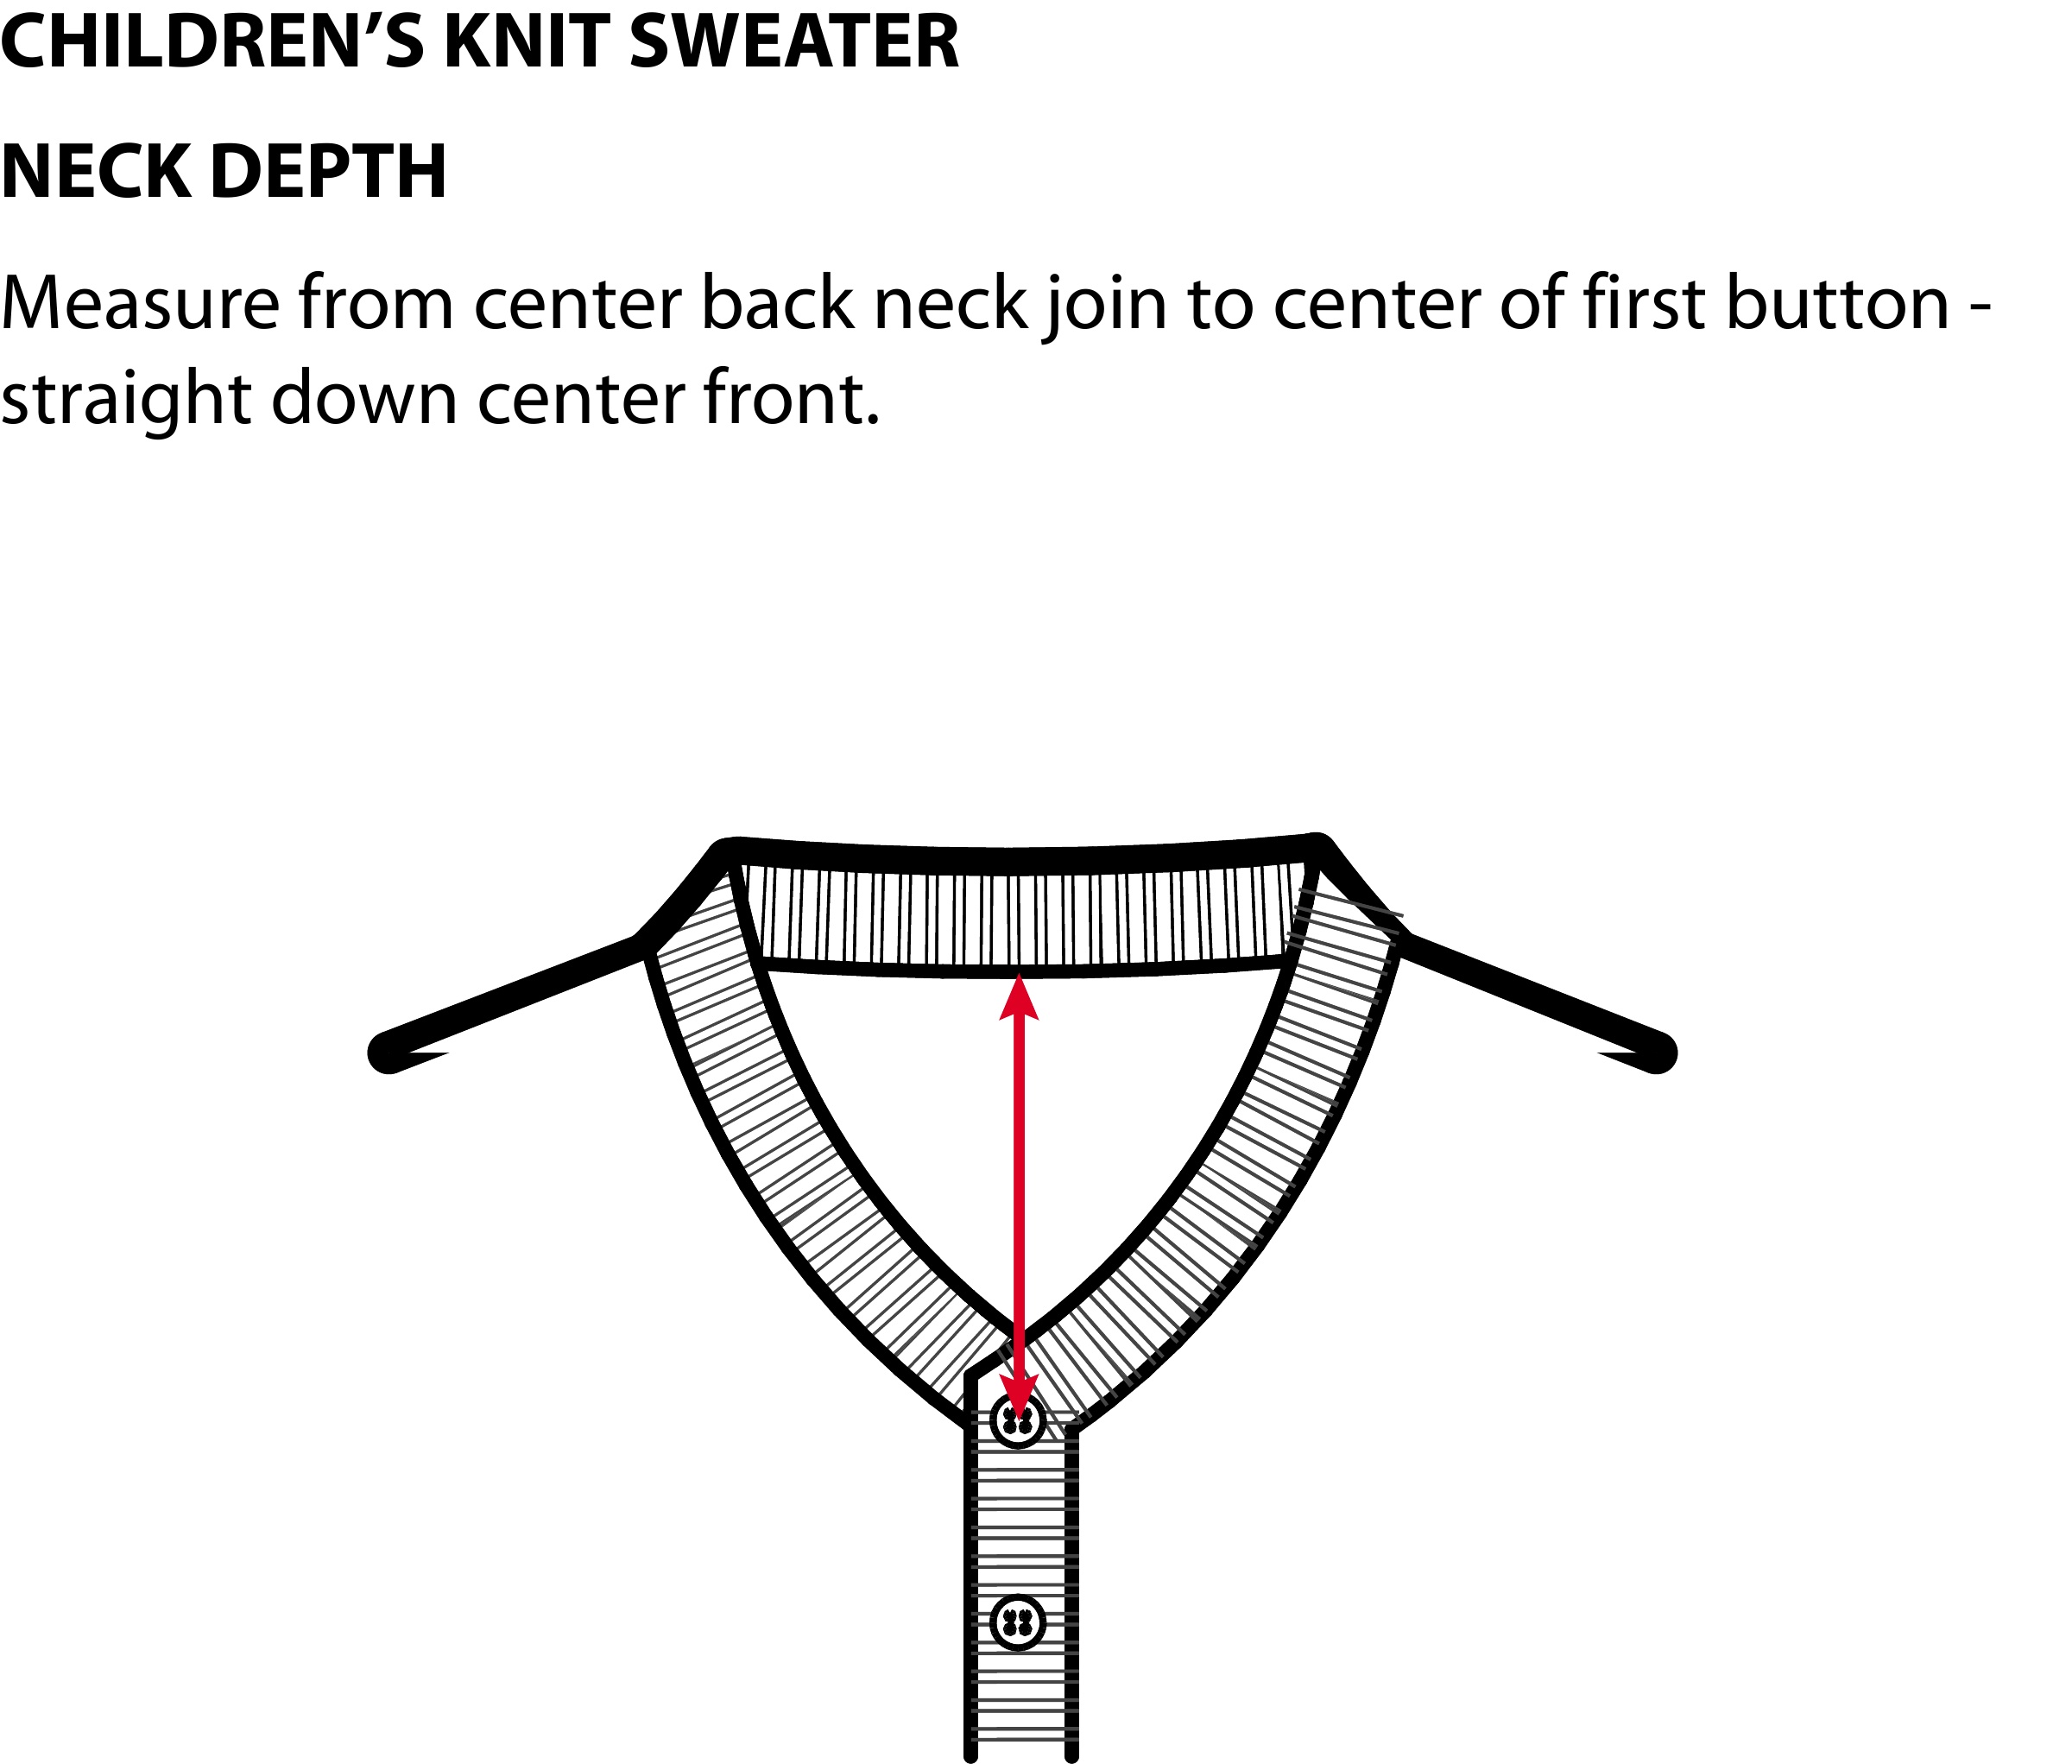 CHILDREN’S KNIT SWEATER
NECK DEPTH
Measure from center back neck join to center of first button -
straight down center front.